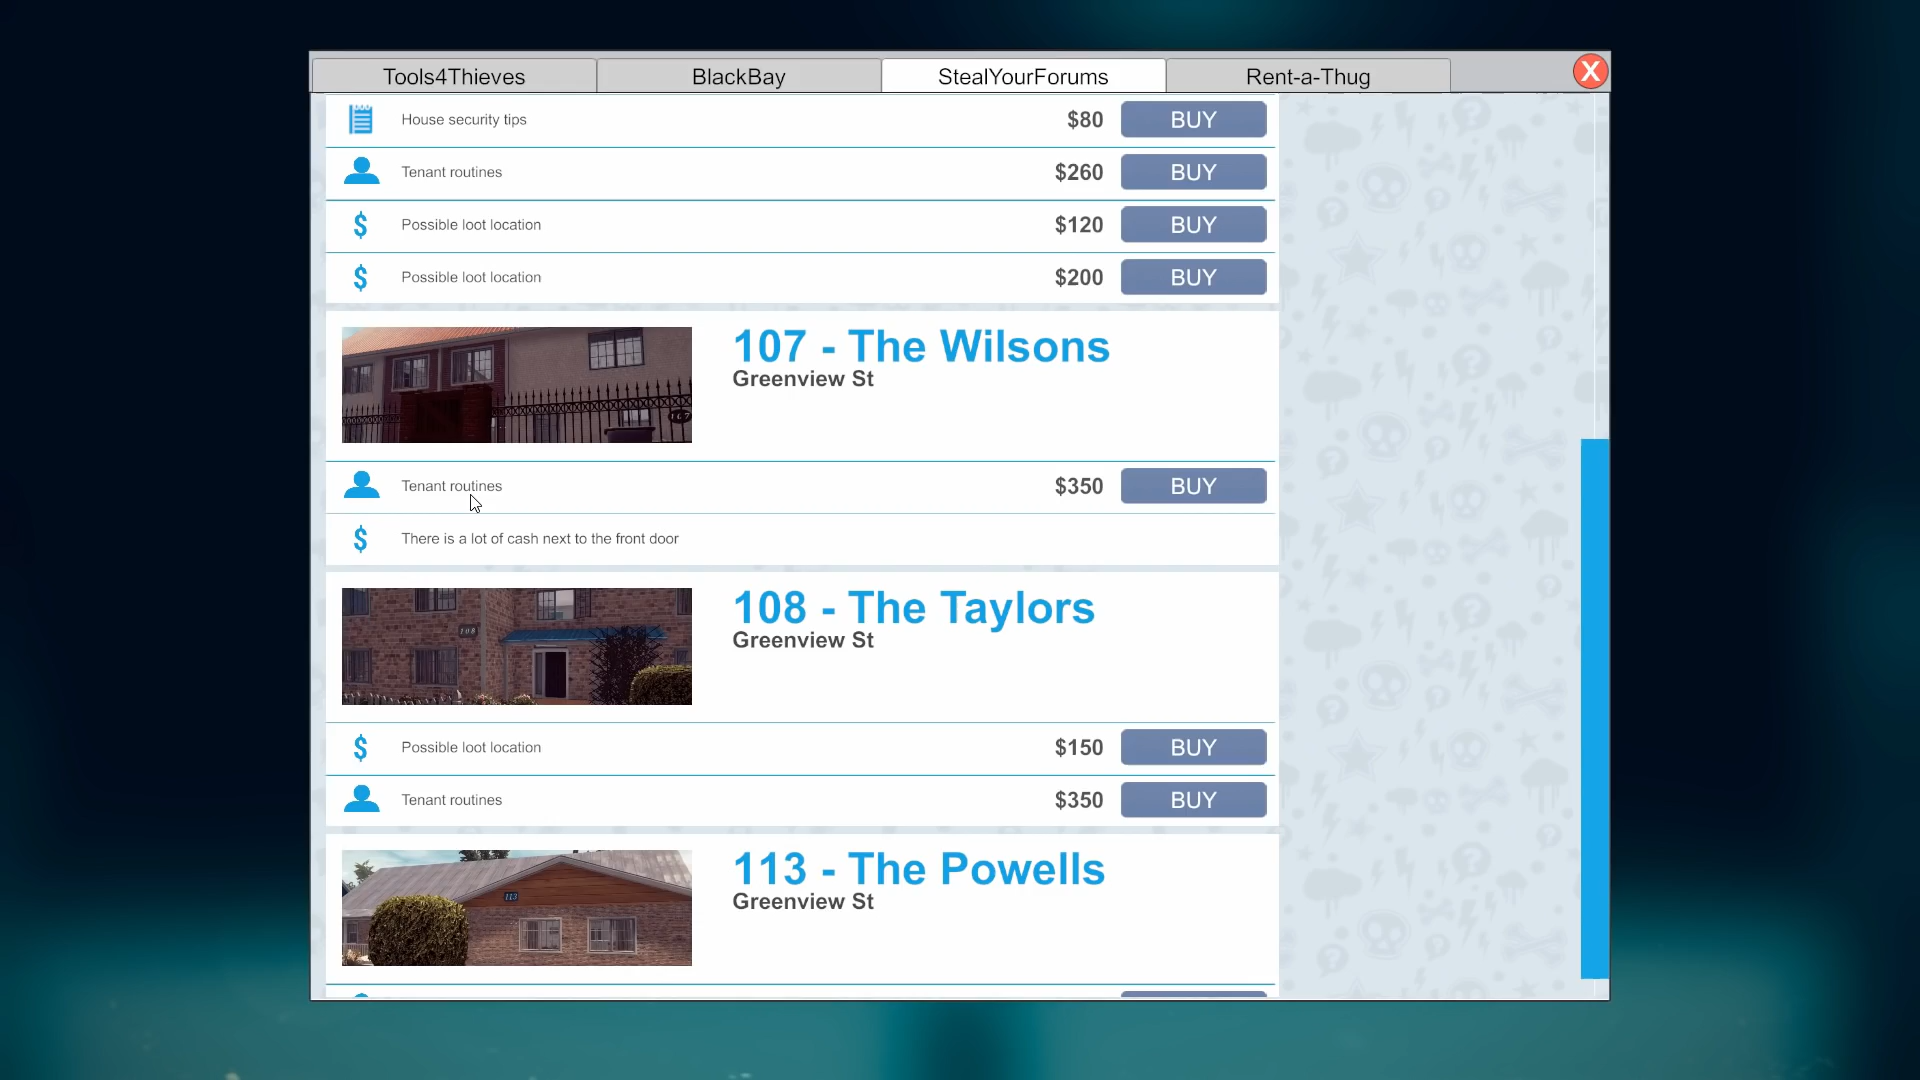 Tools4Thieves
BlackBay
StealYourForums
Rent-a-Thug
X
House security tips $80 BUY
Tenant routines $260 BUY
Possible loot location $120 BUY
Possible loot location $200 BUY
107 - The Wilsons
Greenview St
107
Tenant routines $350 BUY
There is a lot of cash next to the front door
108 - The Taylors
Greenview St
108
Possible loot location $150 BUY
Tenant routines $350 BUY
113 - The Powells
Greenview St
113